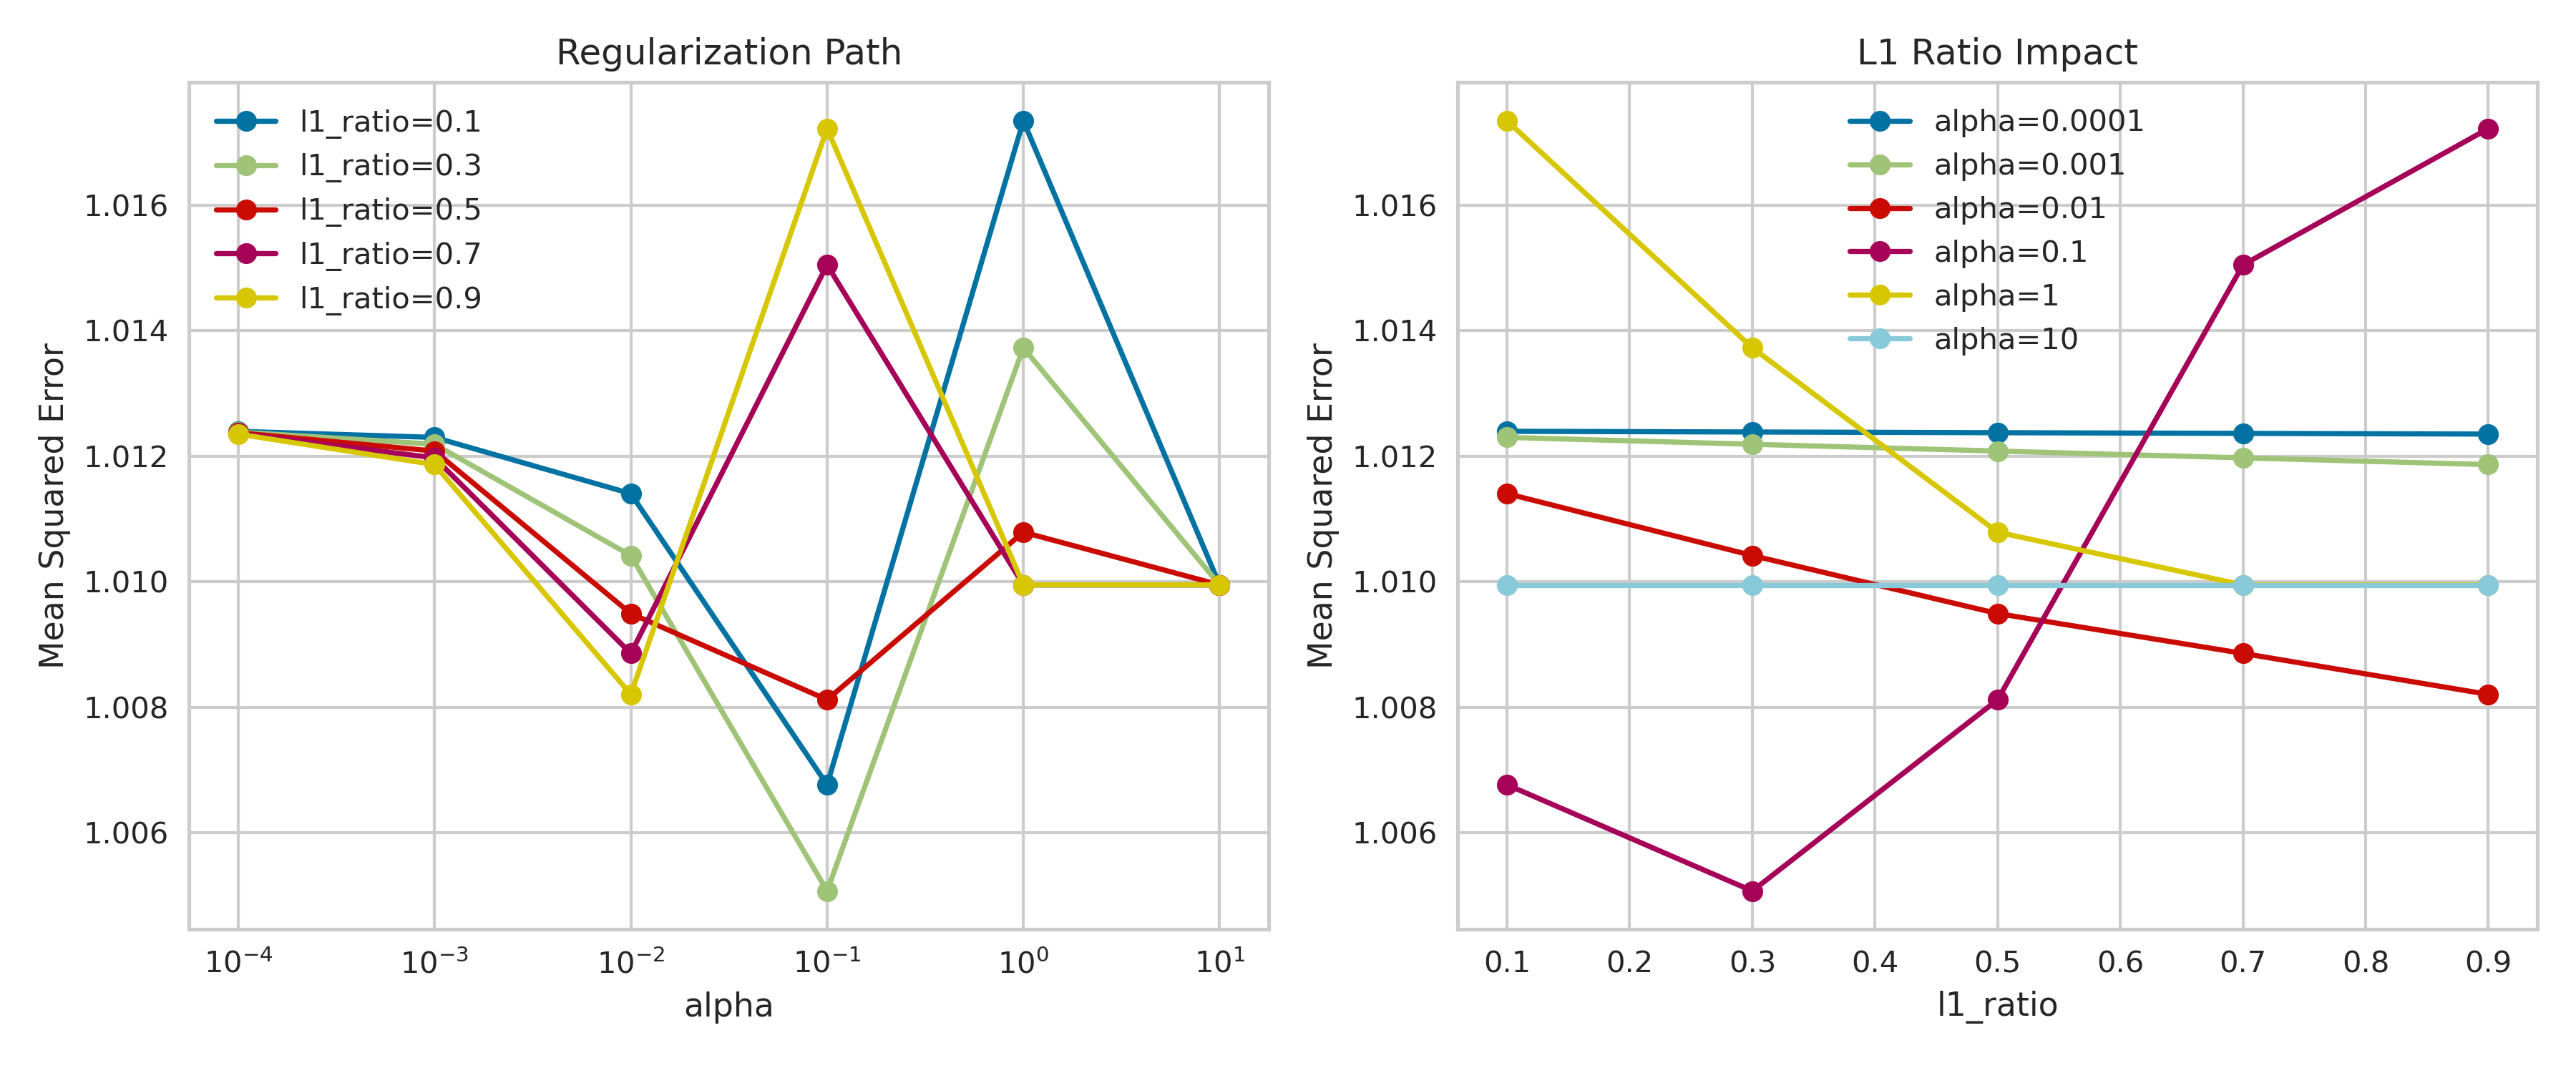 Regularization Path
l1_ratio=0.1
l1_ratio=0.3
l1_ratio=0.5
l1_ratio=0.7
l1_ratio=0.9
Mean Squared Error
1.016
1.014
1.012
1.010
1.008
1.006
10⁻⁴ 10⁻³ 10⁻² 10⁻¹ 10⁰ 10¹
alpha
L1 Ratio Impact
alpha=0.0001
alpha=0.001
alpha=0.01
alpha=0.1
alpha=1
alpha=10
Mean Squared Error
1.016
1.014
1.012
1.010
1.008
1.006
0.1 0.2 0.3 0.4 0.5 0.6 0.7 0.8 0.9
l1_ratio